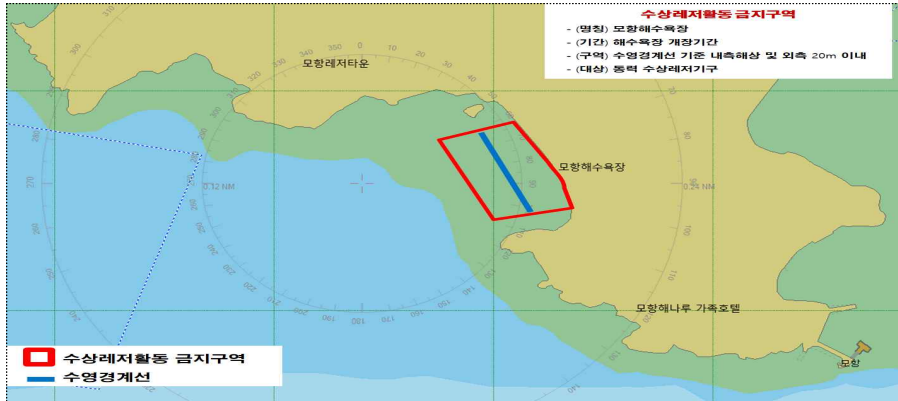 수상레저활동 금지구역
- (명칭) 모항해수욕장
- (기간) 해수욕장 개장기간
- (구역) 수영경계선 기준 내측해상 및 외측 20m 이내
- (대상) 동력 수상레저기구
모항레저타운
모항해수욕장
0.12 NM
0.24 NM
모항해나루 가족호텔
모항
수상레저활동 금지구역
수영경계선